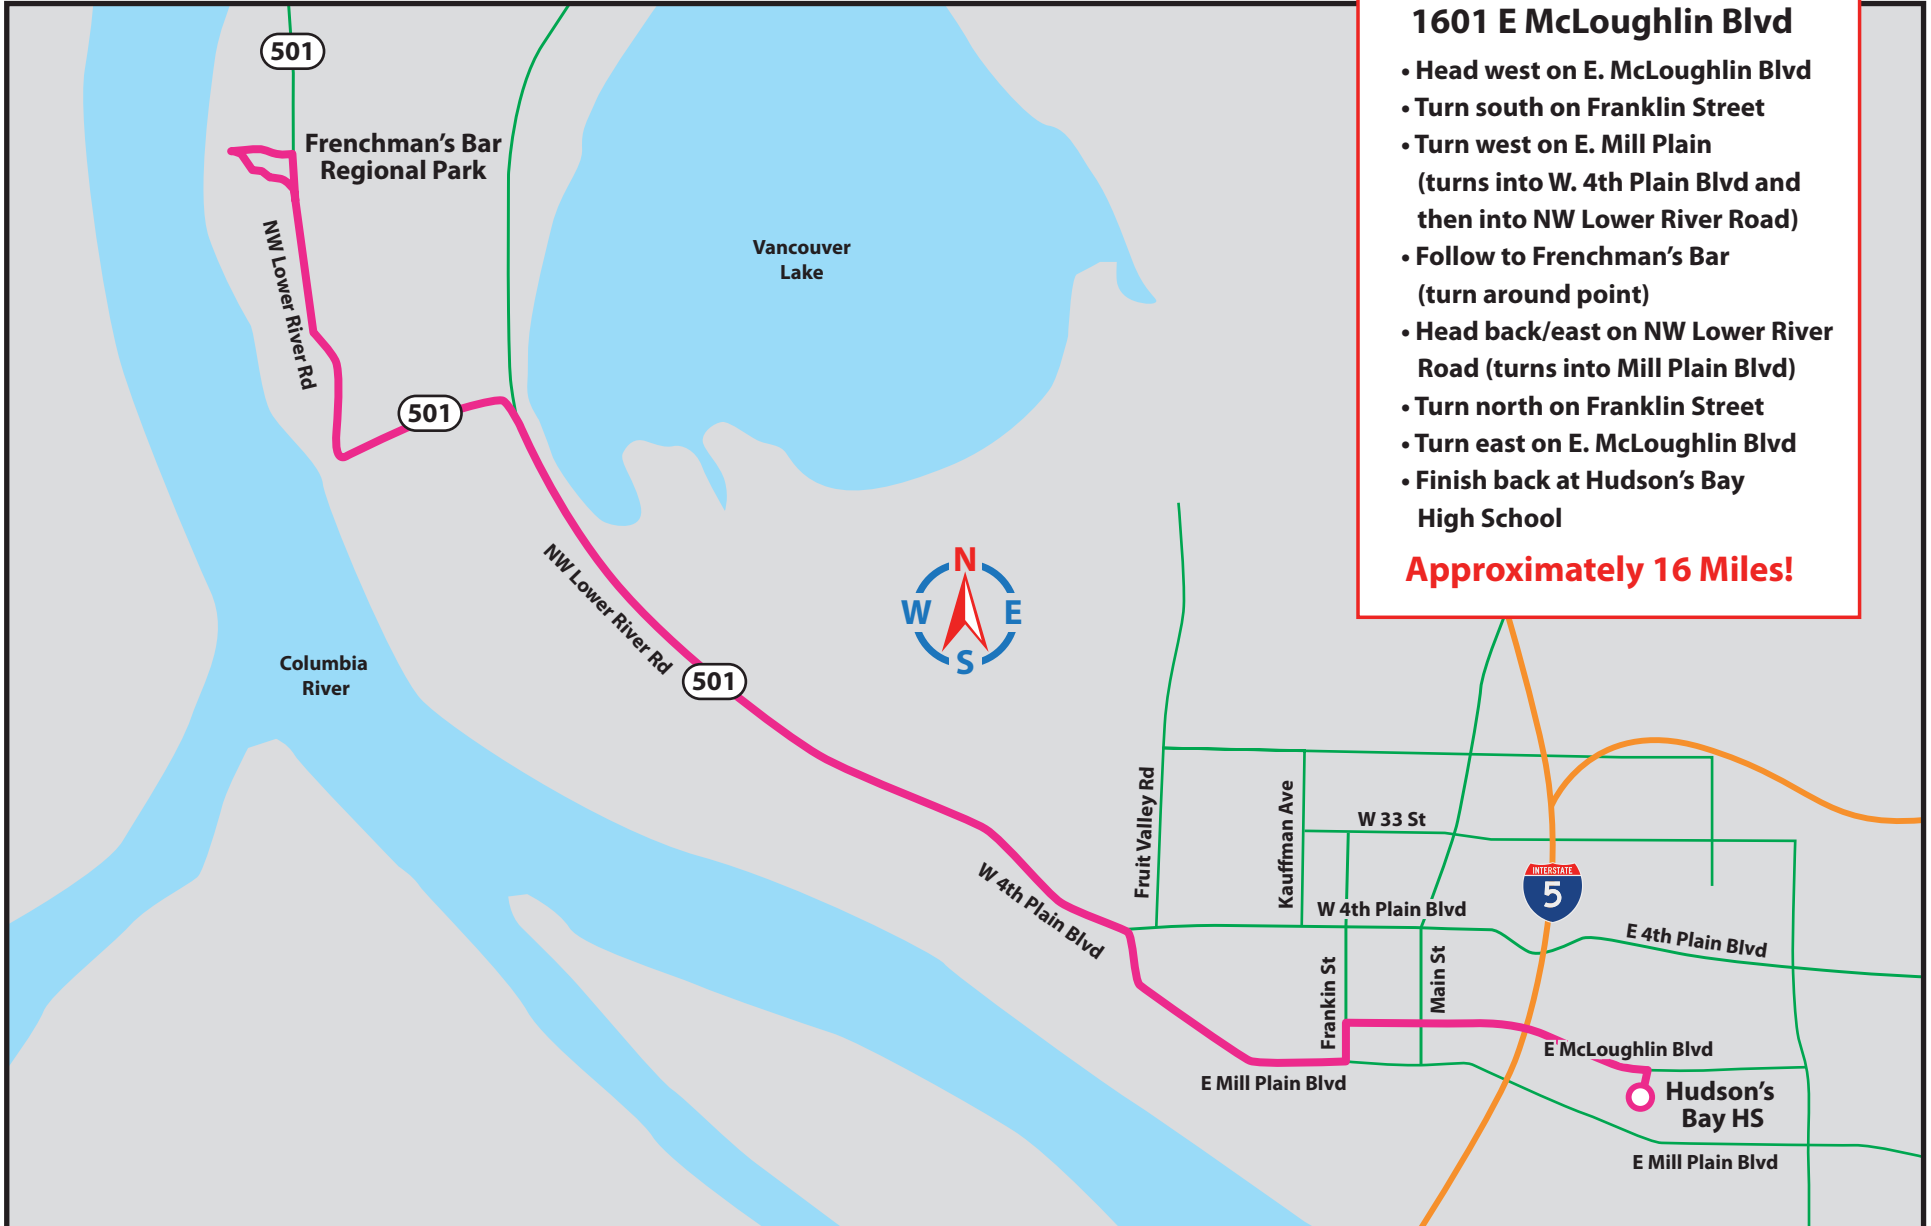 1601 E McLoughlin Blvd
• Head west on E. McLoughlin Blvd
• Turn south on Franklin Street
• Turn west on E. Mill Plain
(turns into W. 4th Plain Blvd and
then into NW Lower River Road)
• Follow to Frenchman's Bar
(turn around point)
• Head back/east on NW Lower River
Road (turns into Mill Plain Blvd)
• Turn north on Franklin Street
• Turn east on E. McLoughlin Blvd
• Finish back at Hudson's Bay
High School
Approximately 16 Miles!
501
Frenchman's Bar
Regional Park
NW Lower River Rd
Vancouver
Lake
501
NW Lower River Rd
N
W
E
S
Columbia
River
501
Fruit Valley Rd
Kauffman Ave
W 33 St
INTERSTATE
5
W 4th Plain Blvd
W 4th Plain Blvd
E 4th Plain Blvd
Frankin St
Main St
E McLoughlin Blvd
E Mill Plain Blvd
Hudson's
Bay HS
E Mill Plain Blvd